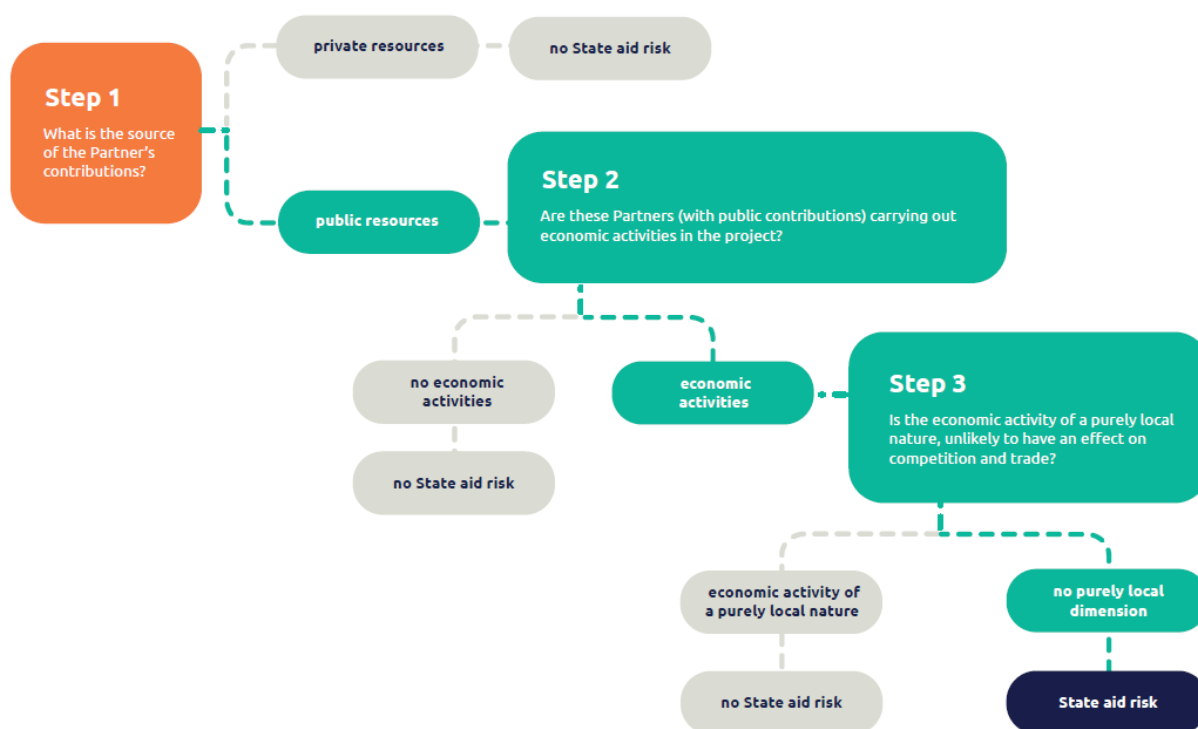 private resources
no State aid risk
Step 1
What is the source
of the Partner's
contributions?
public resources
Step 2
Are these Partners (with public contributions) carrying out
economic activities in the project?
no economic
activities
no State aid risk
economic
activities
Step 3
Is the economic activity of a purely local
nature, unlikely to have an effect on
competition and trade?
economic activity of
a purely local nature
no State aid risk
no purely local
dimension
State aid risk